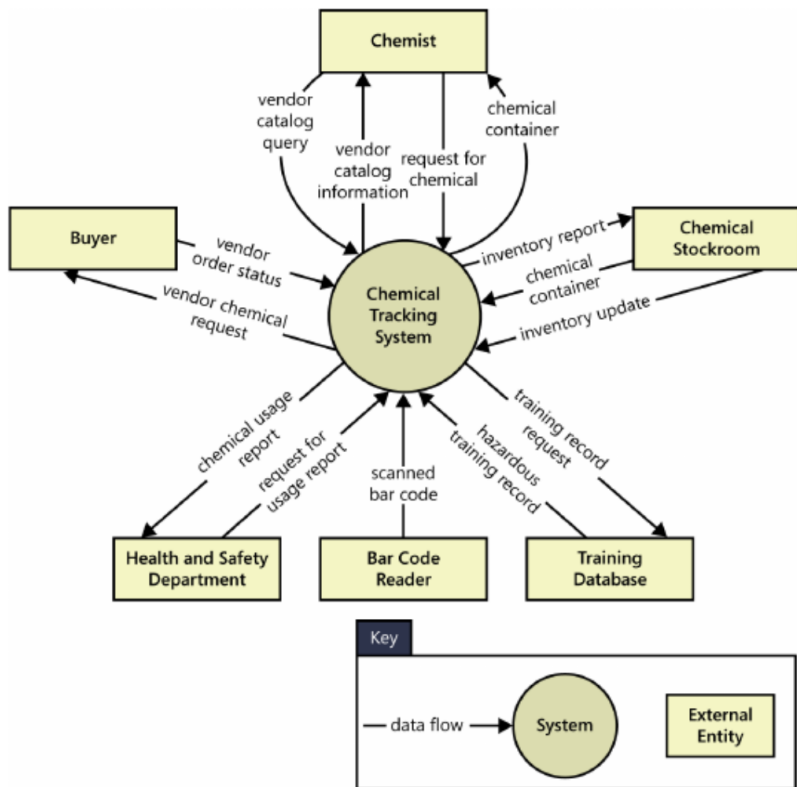 Chemist
vendor
catalog
query
vendor
catalog
information
request for
chemical
chemical
container
Buyer
vendor
order status
vendor chemical
request
Chemical
Tracking
System
inventory report
chemical
container
inventory update
Chemical
Stockroom
chemical usage
report
request for
usage report
scanned
bar code
hazardous
training record
training record
request
Health and Safety
Department
Bar Code
Reader
Training
Database
Key
data flow
System
External
Entity